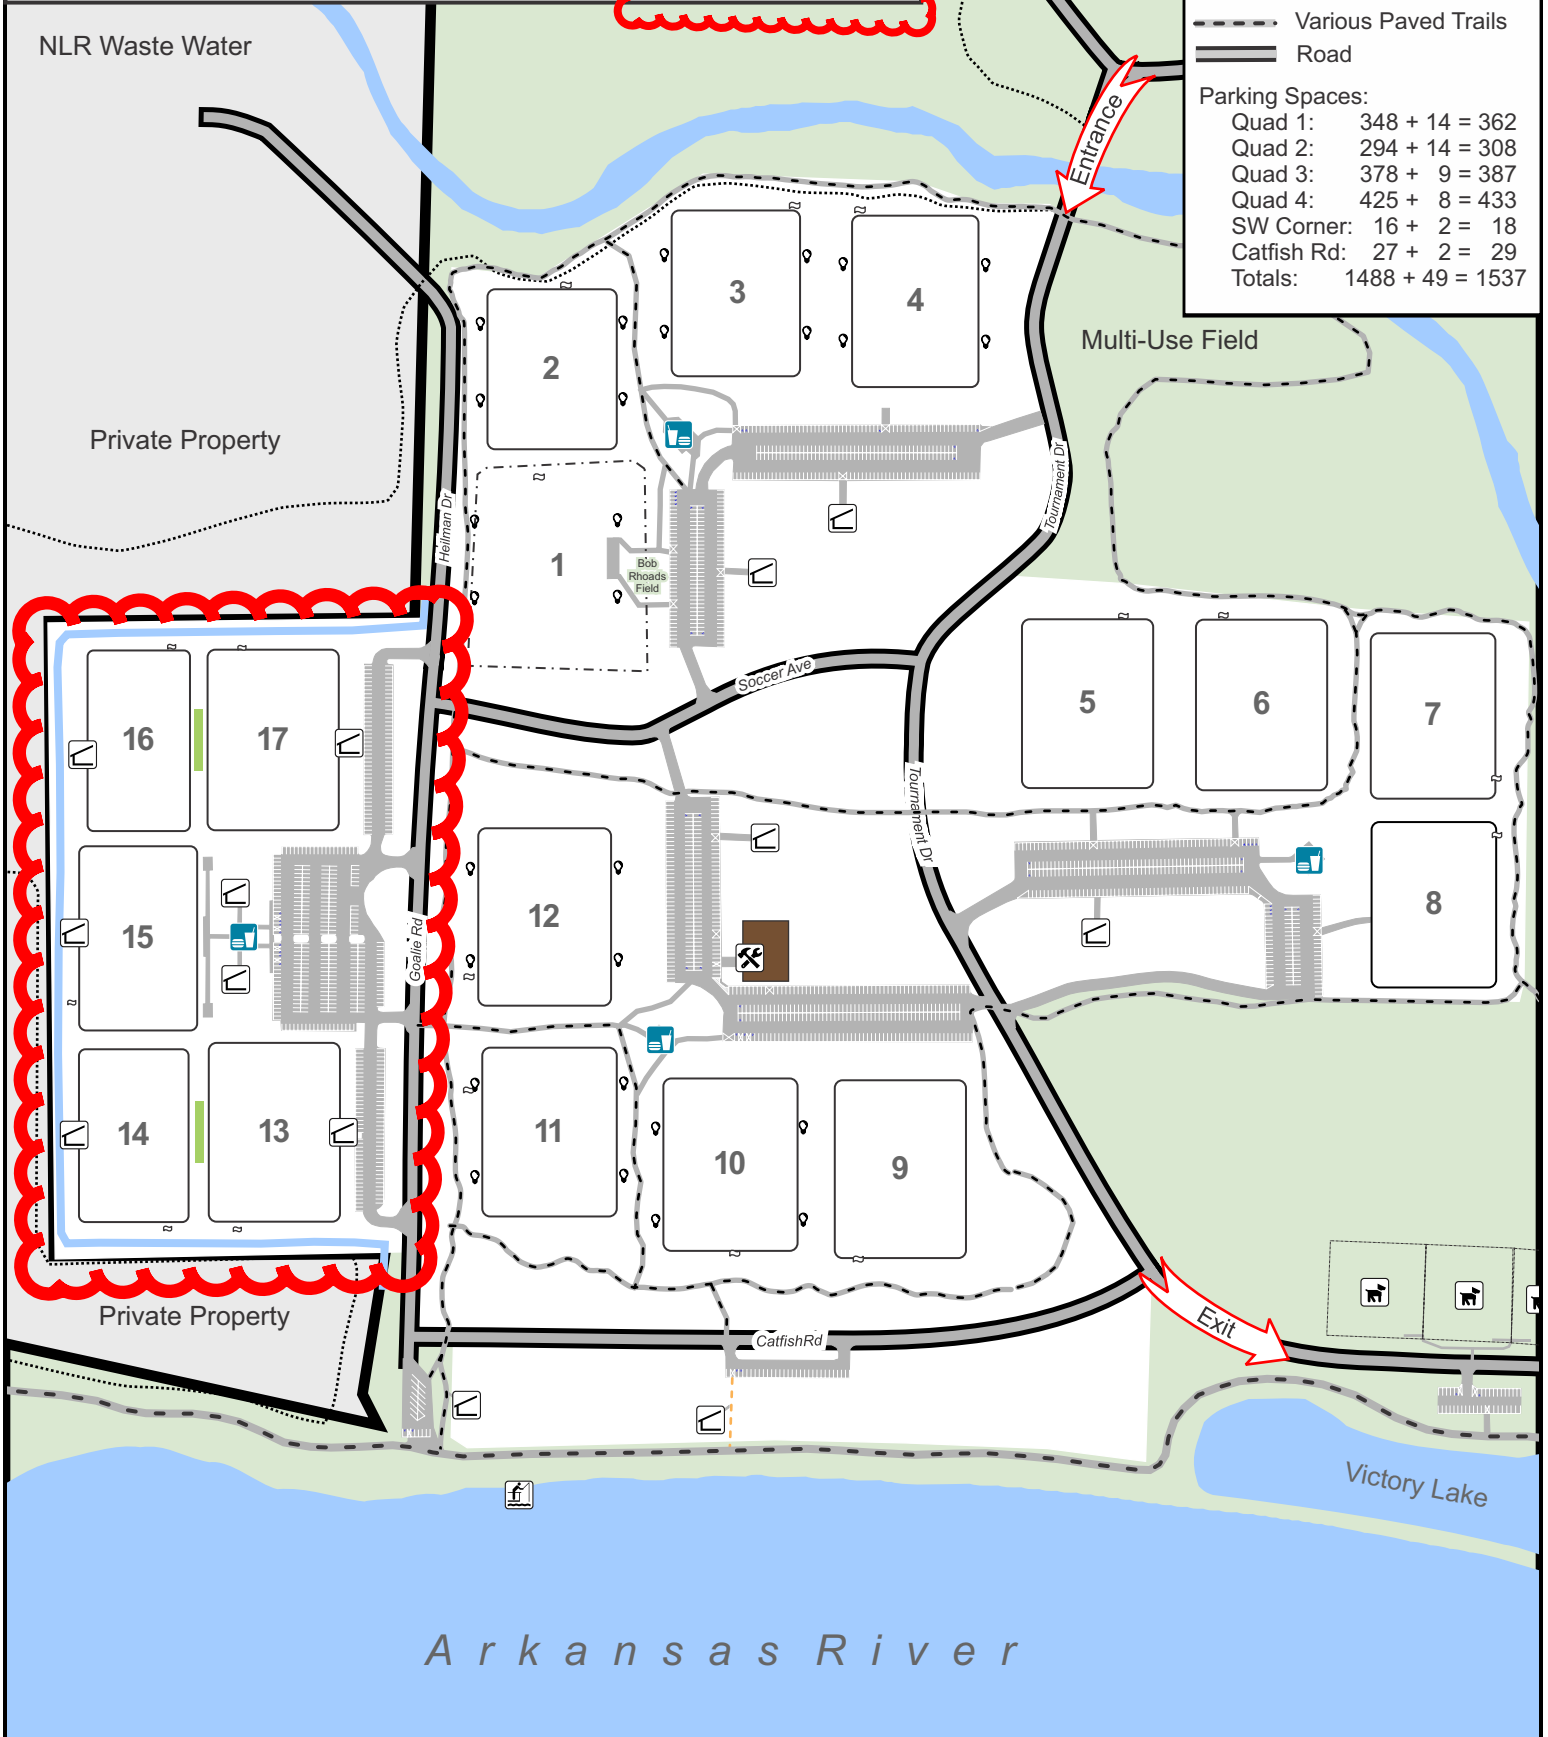 NLR Waste Water
Various Paved Trails
Road
Parking Spaces:
Quad 1: 348 + 14 = 362
Quad 2: 294 + 14 = 308
Quad 3: 378 + 9 = 387
Quad 4: 425 + 8 = 433
SW Corner: 16 + 2 = 18
Catfish Rd: 27 + 2 = 29
Totals: 1488 + 49 = 1537
Entrance
3
4
Multi-Use Field
2
Private Property
Tournament Dr
Heilman Dr
1
Bob
Rhoads
Field
Soccer Ave
5
6
7
16
17
Tournament Dr
12
8
15
Goalie Rd
14
13
11
10
9
Private Property
Exit
CatfishRd
Victory Lake
Arkansas River